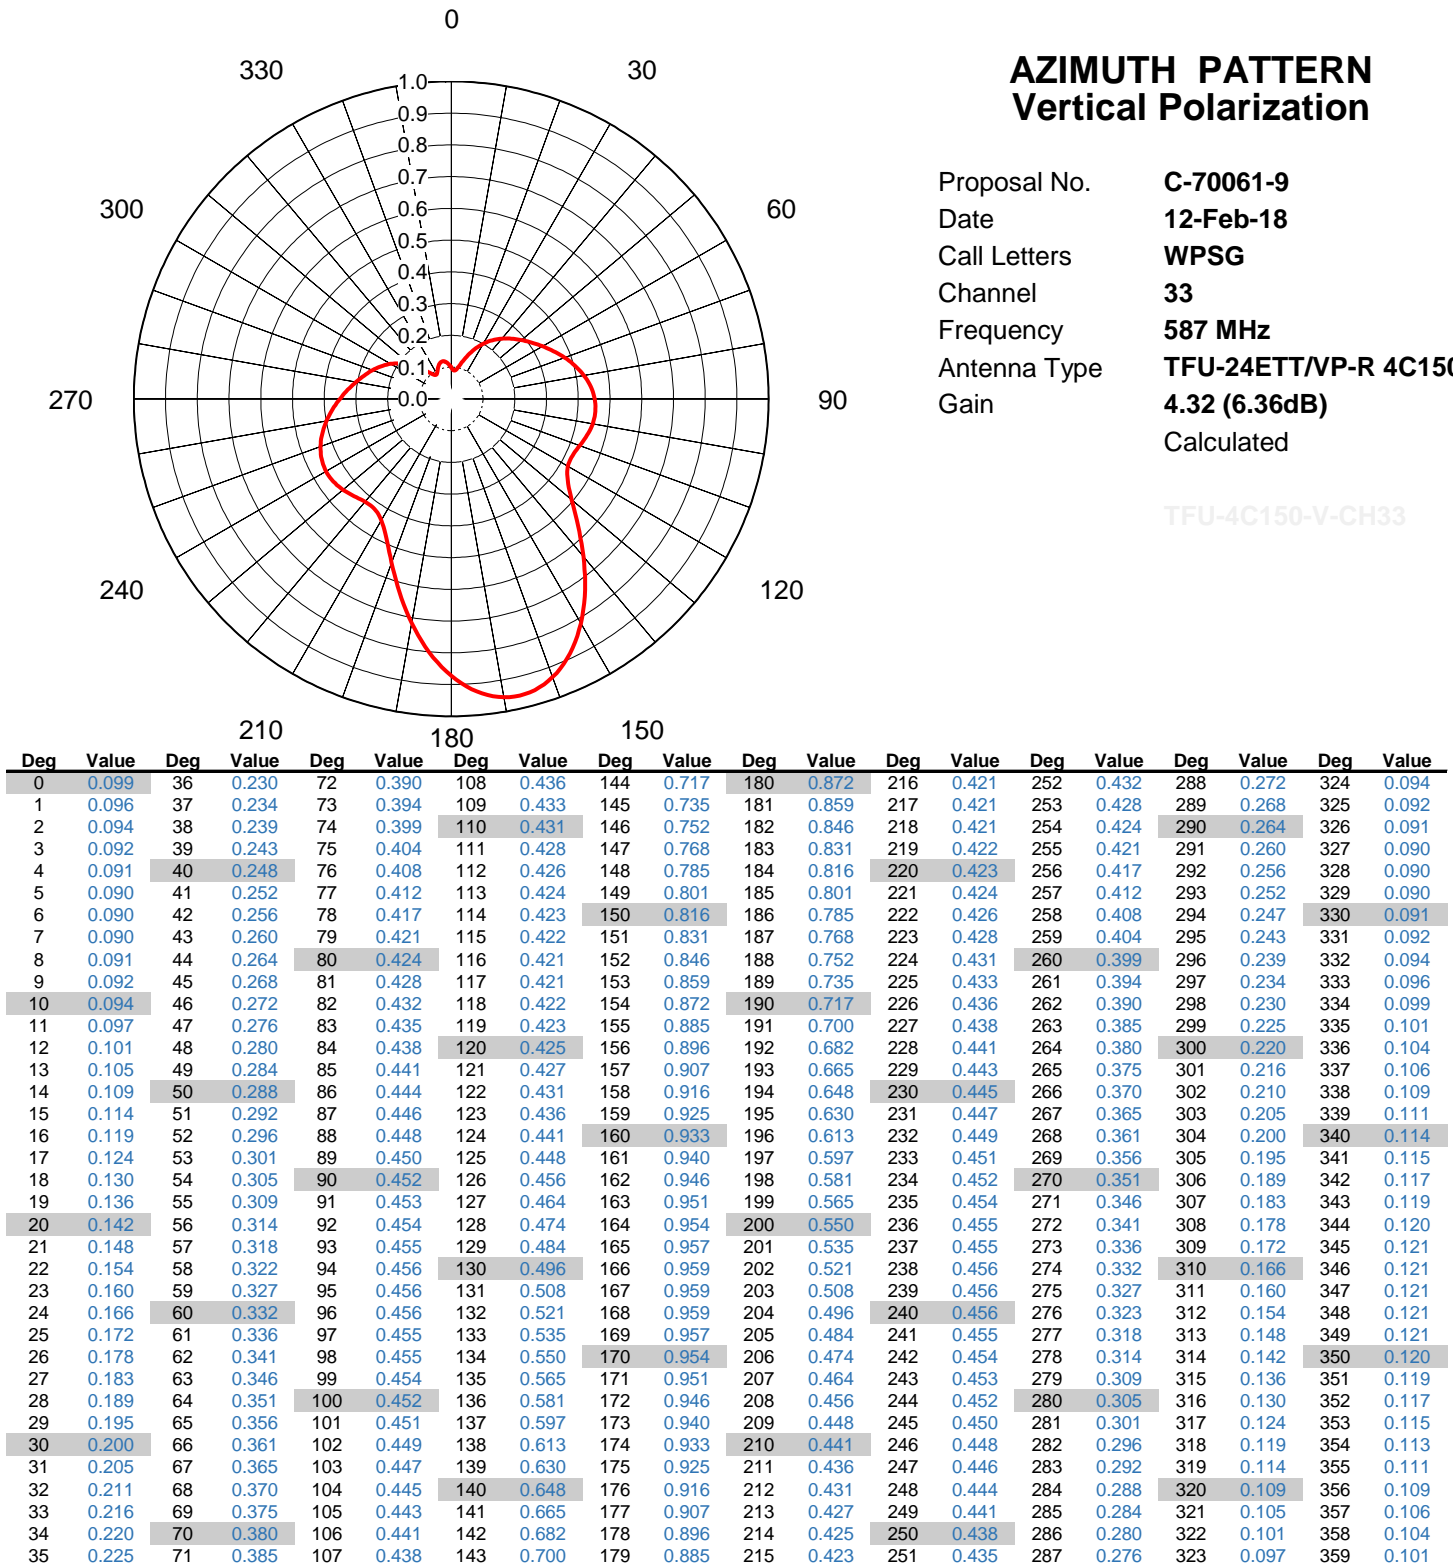 0
330
30
300
60
270
90
240
120
210
180
150
1.0
0.9
0.8
0.7
0.6
0.5
0.4
0.3
0.2
0.1
0.0
AZIMUTH PATTERN
Vertical Polarization
Proposal No. C-70061-9
Date 12-Feb-18
Call Letters WPSG
Channel 33
Frequency 587 MHz
Antenna Type TFU-24ETT/VP-R 4C150
Gain 4.32 (6.36dB)
Calculated
TFU-4C150-V-CH33
Deg Value Deg Value Deg Value Deg Value Deg Value Deg Value Deg Value Deg Value Deg Value Deg Value
0 0.099 36 0.230 72 0.390 108 0.436 144 0.717 180 0.872 216 0.421 252 0.432 288 0.272 324 0.094
1 0.096 37 0.234 73 0.394 109 0.433 145 0.735 181 0.859 217 0.421 253 0.428 289 0.268 325 0.092
2 0.094 38 0.239 74 0.399 110 0.431 146 0.752 182 0.846 218 0.421 254 0.424 290 0.264 326 0.091
3 0.092 39 0.243 75 0.404 111 0.428 147 0.768 183 0.831 219 0.422 255 0.421 291 0.260 327 0.090
4 0.091 40 0.248 76 0.408 112 0.426 148 0.785 184 0.816 220 0.423 256 0.417 292 0.256 328 0.090
5 0.090 41 0.252 77 0.412 113 0.424 149 0.801 185 0.801 221 0.424 257 0.412 293 0.252 329 0.090
6 0.090 42 0.256 78 0.417 114 0.423 150 0.816 186 0.785 222 0.426 258 0.408 294 0.247 330 0.091
7 0.090 43 0.260 79 0.421 115 0.422 151 0.831 187 0.768 223 0.428 259 0.404 295 0.243 331 0.092
8 0.091 44 0.264 80 0.424 116 0.421 152 0.846 188 0.752 224 0.431 260 0.399 296 0.239 332 0.094
9 0.092 45 0.268 81 0.428 117 0.421 153 0.859 189 0.735 225 0.433 261 0.394 297 0.234 333 0.096
10 0.094 46 0.272 82 0.432 118 0.422 154 0.872 190 0.717 226 0.436 262 0.390 298 0.230 334 0.099
11 0.097 47 0.276 83 0.435 119 0.423 155 0.885 191 0.700 227 0.438 263 0.385 299 0.225 335 0.101
12 0.101 48 0.280 84 0.438 120 0.425 156 0.896 192 0.682 228 0.441 264 0.380 300 0.220 336 0.104
13 0.105 49 0.284 85 0.441 121 0.427 157 0.907 193 0.665 229 0.443 265 0.375 301 0.216 337 0.106
14 0.109 50 0.288 86 0.444 122 0.431 158 0.916 194 0.648 230 0.445 266 0.370 302 0.210 338 0.109
15 0.114 51 0.292 87 0.446 123 0.436 159 0.925 195 0.630 231 0.447 267 0.365 303 0.205 339 0.111
16 0.119 52 0.296 88 0.448 124 0.441 160 0.933 196 0.613 232 0.449 268 0.361 304 0.200 340 0.114
17 0.124 53 0.301 89 0.450 125 0.448 161 0.940 197 0.597 233 0.451 269 0.356 305 0.195 341 0.115
18 0.130 54 0.305 90 0.452 126 0.456 162 0.946 198 0.581 234 0.452 270 0.351 306 0.189 342 0.117
19 0.136 55 0.309 91 0.453 127 0.464 163 0.951 199 0.565 235 0.454 271 0.346 307 0.183 343 0.119
20 0.142 56 0.314 92 0.454 128 0.474 164 0.954 200 0.550 236 0.455 272 0.341 308 0.178 344 0.120
21 0.148 57 0.318 93 0.455 129 0.484 165 0.957 201 0.535 237 0.455 273 0.336 309 0.172 345 0.121
22 0.154 58 0.322 94 0.456 130 0.496 166 0.959 202 0.521 238 0.456 274 0.332 310 0.166 346 0.121
23 0.160 59 0.327 95 0.456 131 0.508 167 0.959 203 0.508 239 0.456 275 0.327 311 0.160 347 0.121
24 0.166 60 0.332 96 0.456 132 0.521 168 0.959 204 0.496 240 0.456 276 0.323 312 0.154 348 0.121
25 0.172 61 0.336 97 0.455 133 0.535 169 0.957 205 0.484 241 0.455 277 0.318 313 0.148 349 0.121
26 0.178 62 0.341 98 0.455 134 0.550 170 0.954 206 0.474 242 0.454 278 0.314 314 0.142 350 0.120
27 0.183 63 0.346 99 0.454 135 0.565 171 0.951 207 0.464 243 0.453 279 0.309 315 0.136 351 0.119
28 0.189 64 0.351 100 0.452 136 0.581 172 0.946 208 0.456 244 0.452 280 0.305 316 0.130 352 0.117
29 0.195 65 0.356 101 0.451 137 0.597 173 0.940 209 0.448 245 0.450 281 0.301 317 0.124 353 0.115
30 0.200 66 0.361 102 0.449 138 0.613 174 0.933 210 0.441 246 0.448 282 0.296 318 0.119 354 0.113
31 0.205 67 0.365 103 0.447 139 0.630 175 0.925 211 0.436 247 0.446 283 0.292 319 0.114 355 0.111
32 0.211 68 0.370 104 0.445 140 0.648 176 0.916 212 0.431 248 0.444 284 0.288 320 0.109 356 0.109
33 0.216 69 0.375 105 0.443 141 0.665 177 0.907 213 0.427 249 0.441 285 0.284 321 0.105 357 0.106
34 0.220 70 0.380 106 0.441 142 0.682 178 0.896 214 0.425 250 0.438 286 0.280 322 0.101 358 0.104
35 0.225 71 0.385 107 0.438 143 0.700 179 0.885 215 0.423 251 0.435 287 0.276 323 0.097 359 0.101